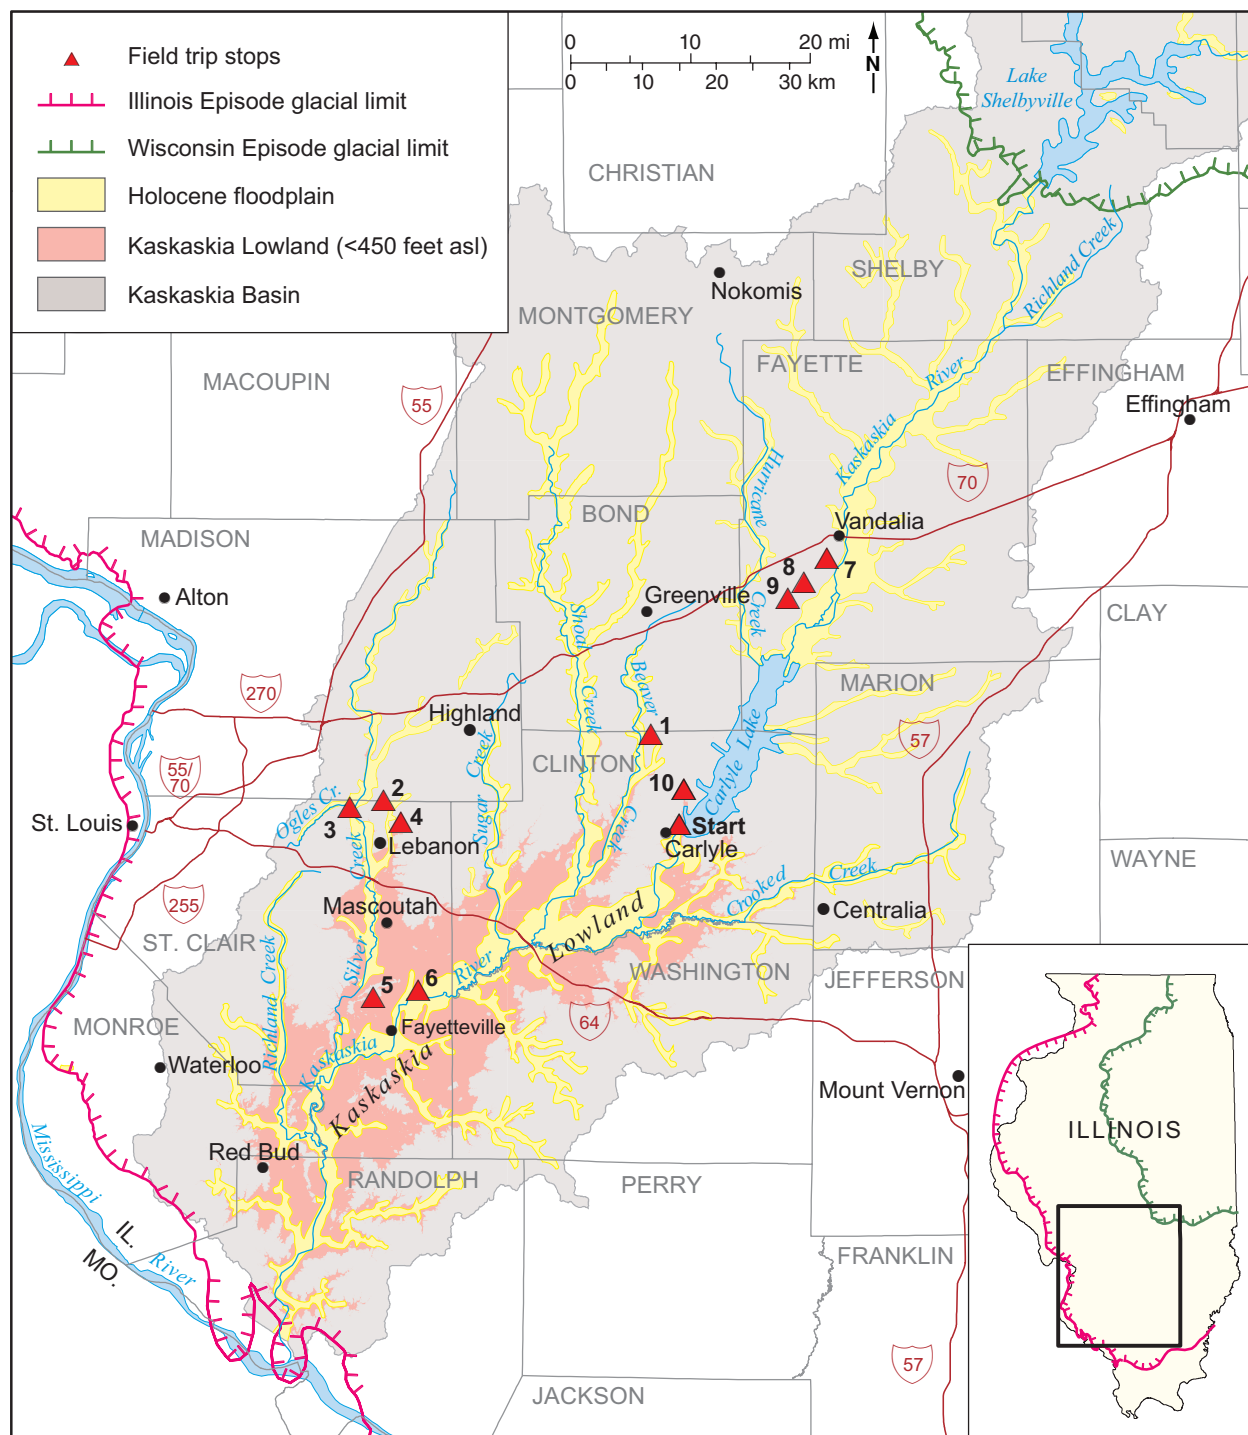 Field trip stops
Illinois Episode glacial limit
Wisconsin Episode glacial limit
Holocene floodplain
Kaskaskia Lowland (<450 feet asl)
Kaskaskia Basin
0 10 20 mi
0 10 20 30 km
N
Lake
Shelbyville
CHRISTIAN
SHELBY
Richland Creek
Nokomis
MONTGOMERY
FAYETTE
EFFINGHAM
Effingham
MACOUPIN
55
Kaskaskia River
Hurricane Creek
70
BOND
Vandalia
MADISON
Alton
7
8
9
Greenville
CLAY
Shoal Creek
Beaver Creek
MARION
270
Highland
1
57
CLINTON
Carlyle Lake
55/
70
Ogles Cr.
2
10
3
4
Sugar Creek
St. Louis
Start
Carlyle
Lebanon
WAYNE
Crooked Creek
255
Mascoutah
Centralia
ST. CLAIR
Silver Creek
Kaskaskia Lowland
WASHINGTON
JEFFERSON
5
6
Kaskaskia River
64
MONROE
Richland Creek
Fayetteville
Waterloo
Mount Vernon
Red Bud
RANDOLPH
PERRY
Mississippi River
IL.
MO.
FRANKLIN
57
JACKSON
ILLINOIS